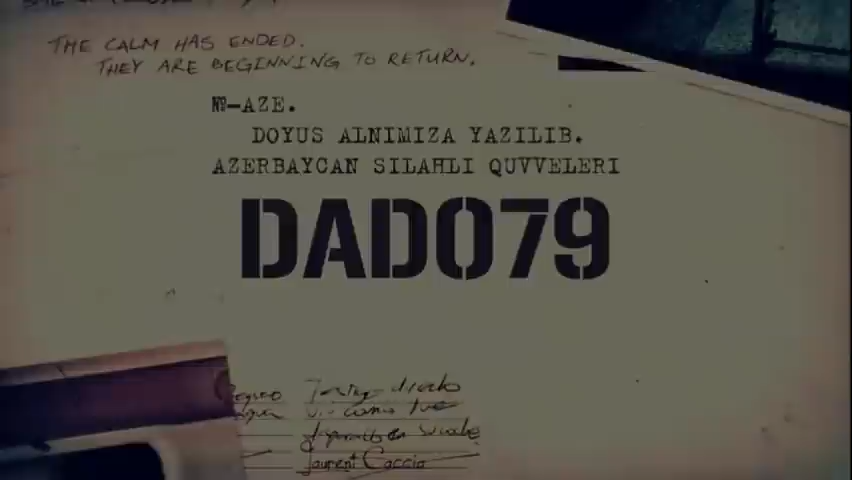 THE CALM HAS ENDED.
THEY ARE BEGINNING TO RETURN.
№-AZE.
DOYUS ALNIMIZA YAZILIB.
AZERBAYCAN SILAHLI QUVVELERI
DADO79
Laurent Caccia